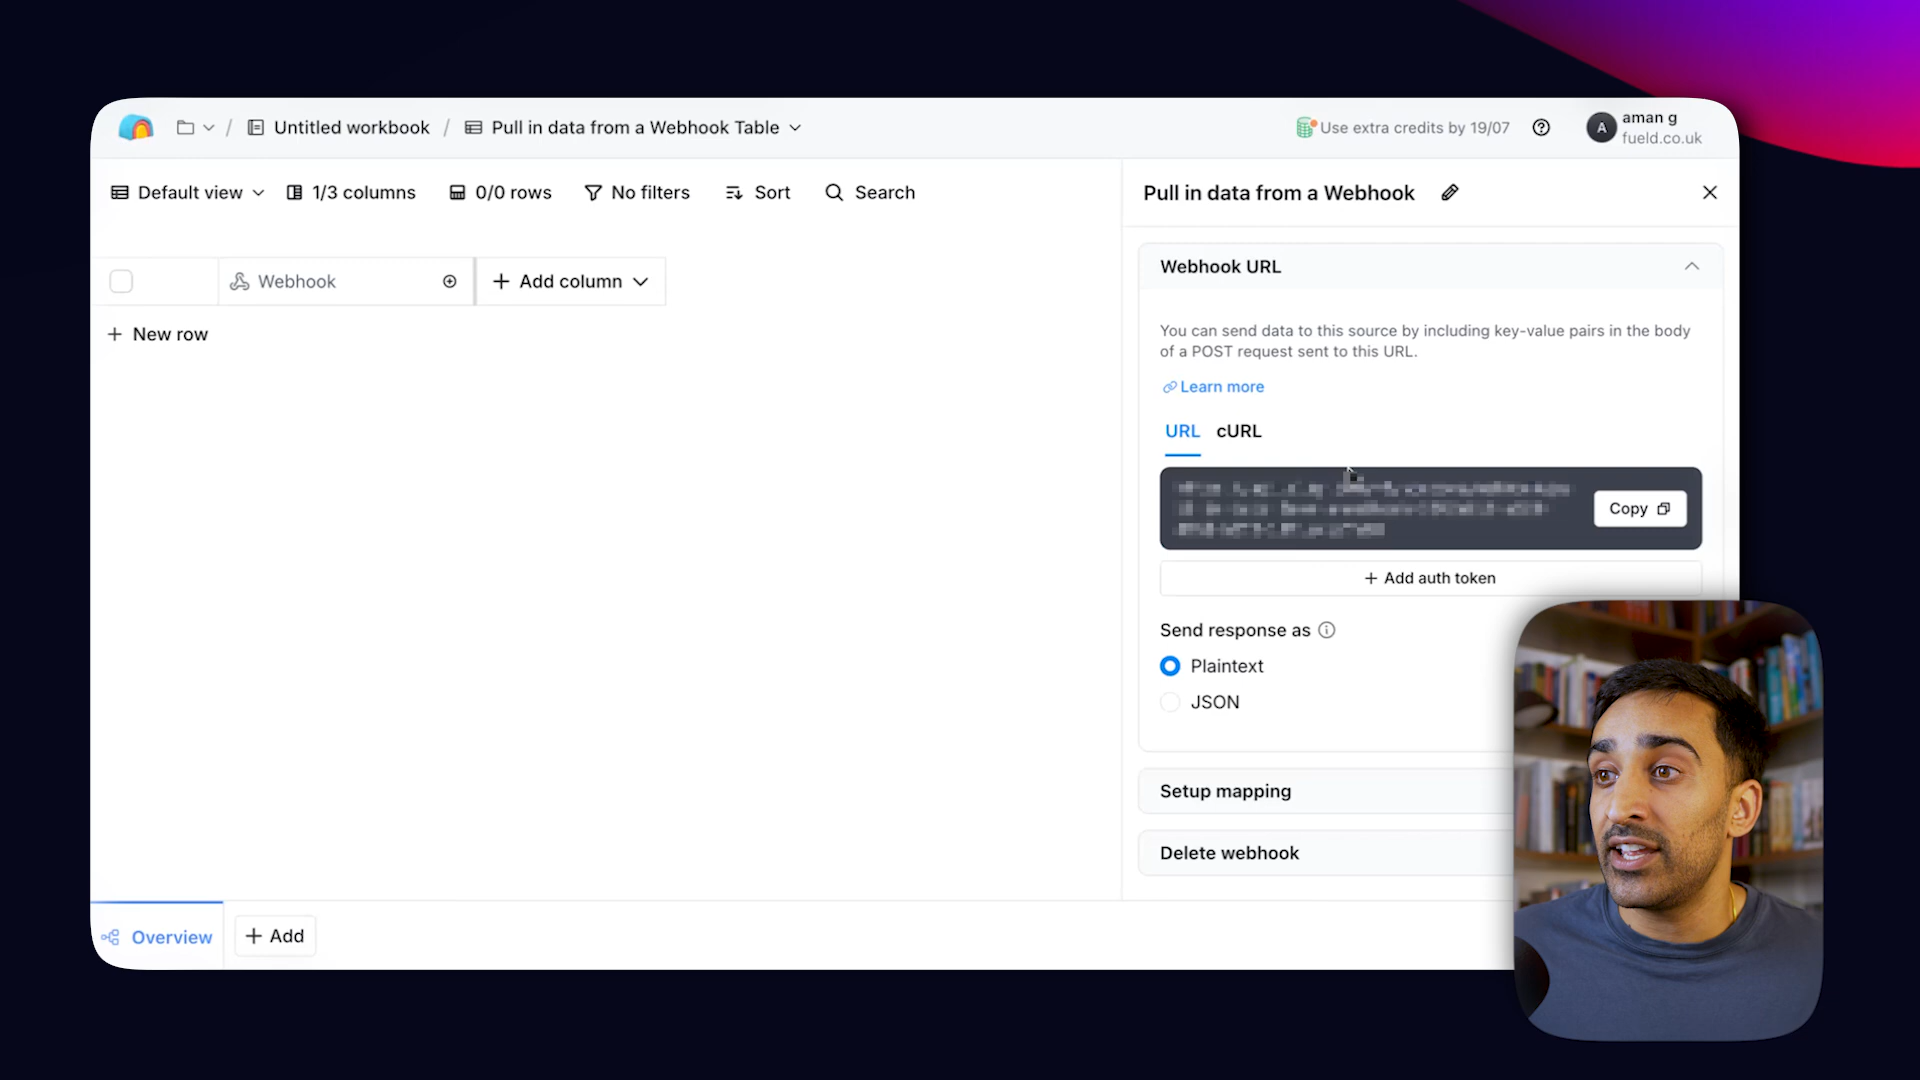 Untitled workbook / Pull in data from a Webhook Table
Use extra credits by 19/07
A
aman g
fueld.co.uk
Default view
1/3 columns
0/0 rows
No filters
Sort
Search
Webhook
+ Add column
+ New row
Pull in data from a Webhook
Webhook URL
You can send data to this source by including key-value pairs in the body
of a POST request sent to this URL.
Learn more
URL cURL
Copy
+ Add auth token
Send response as
Plaintext
JSON
Setup mapping
Delete webhook
Overview
+ Add